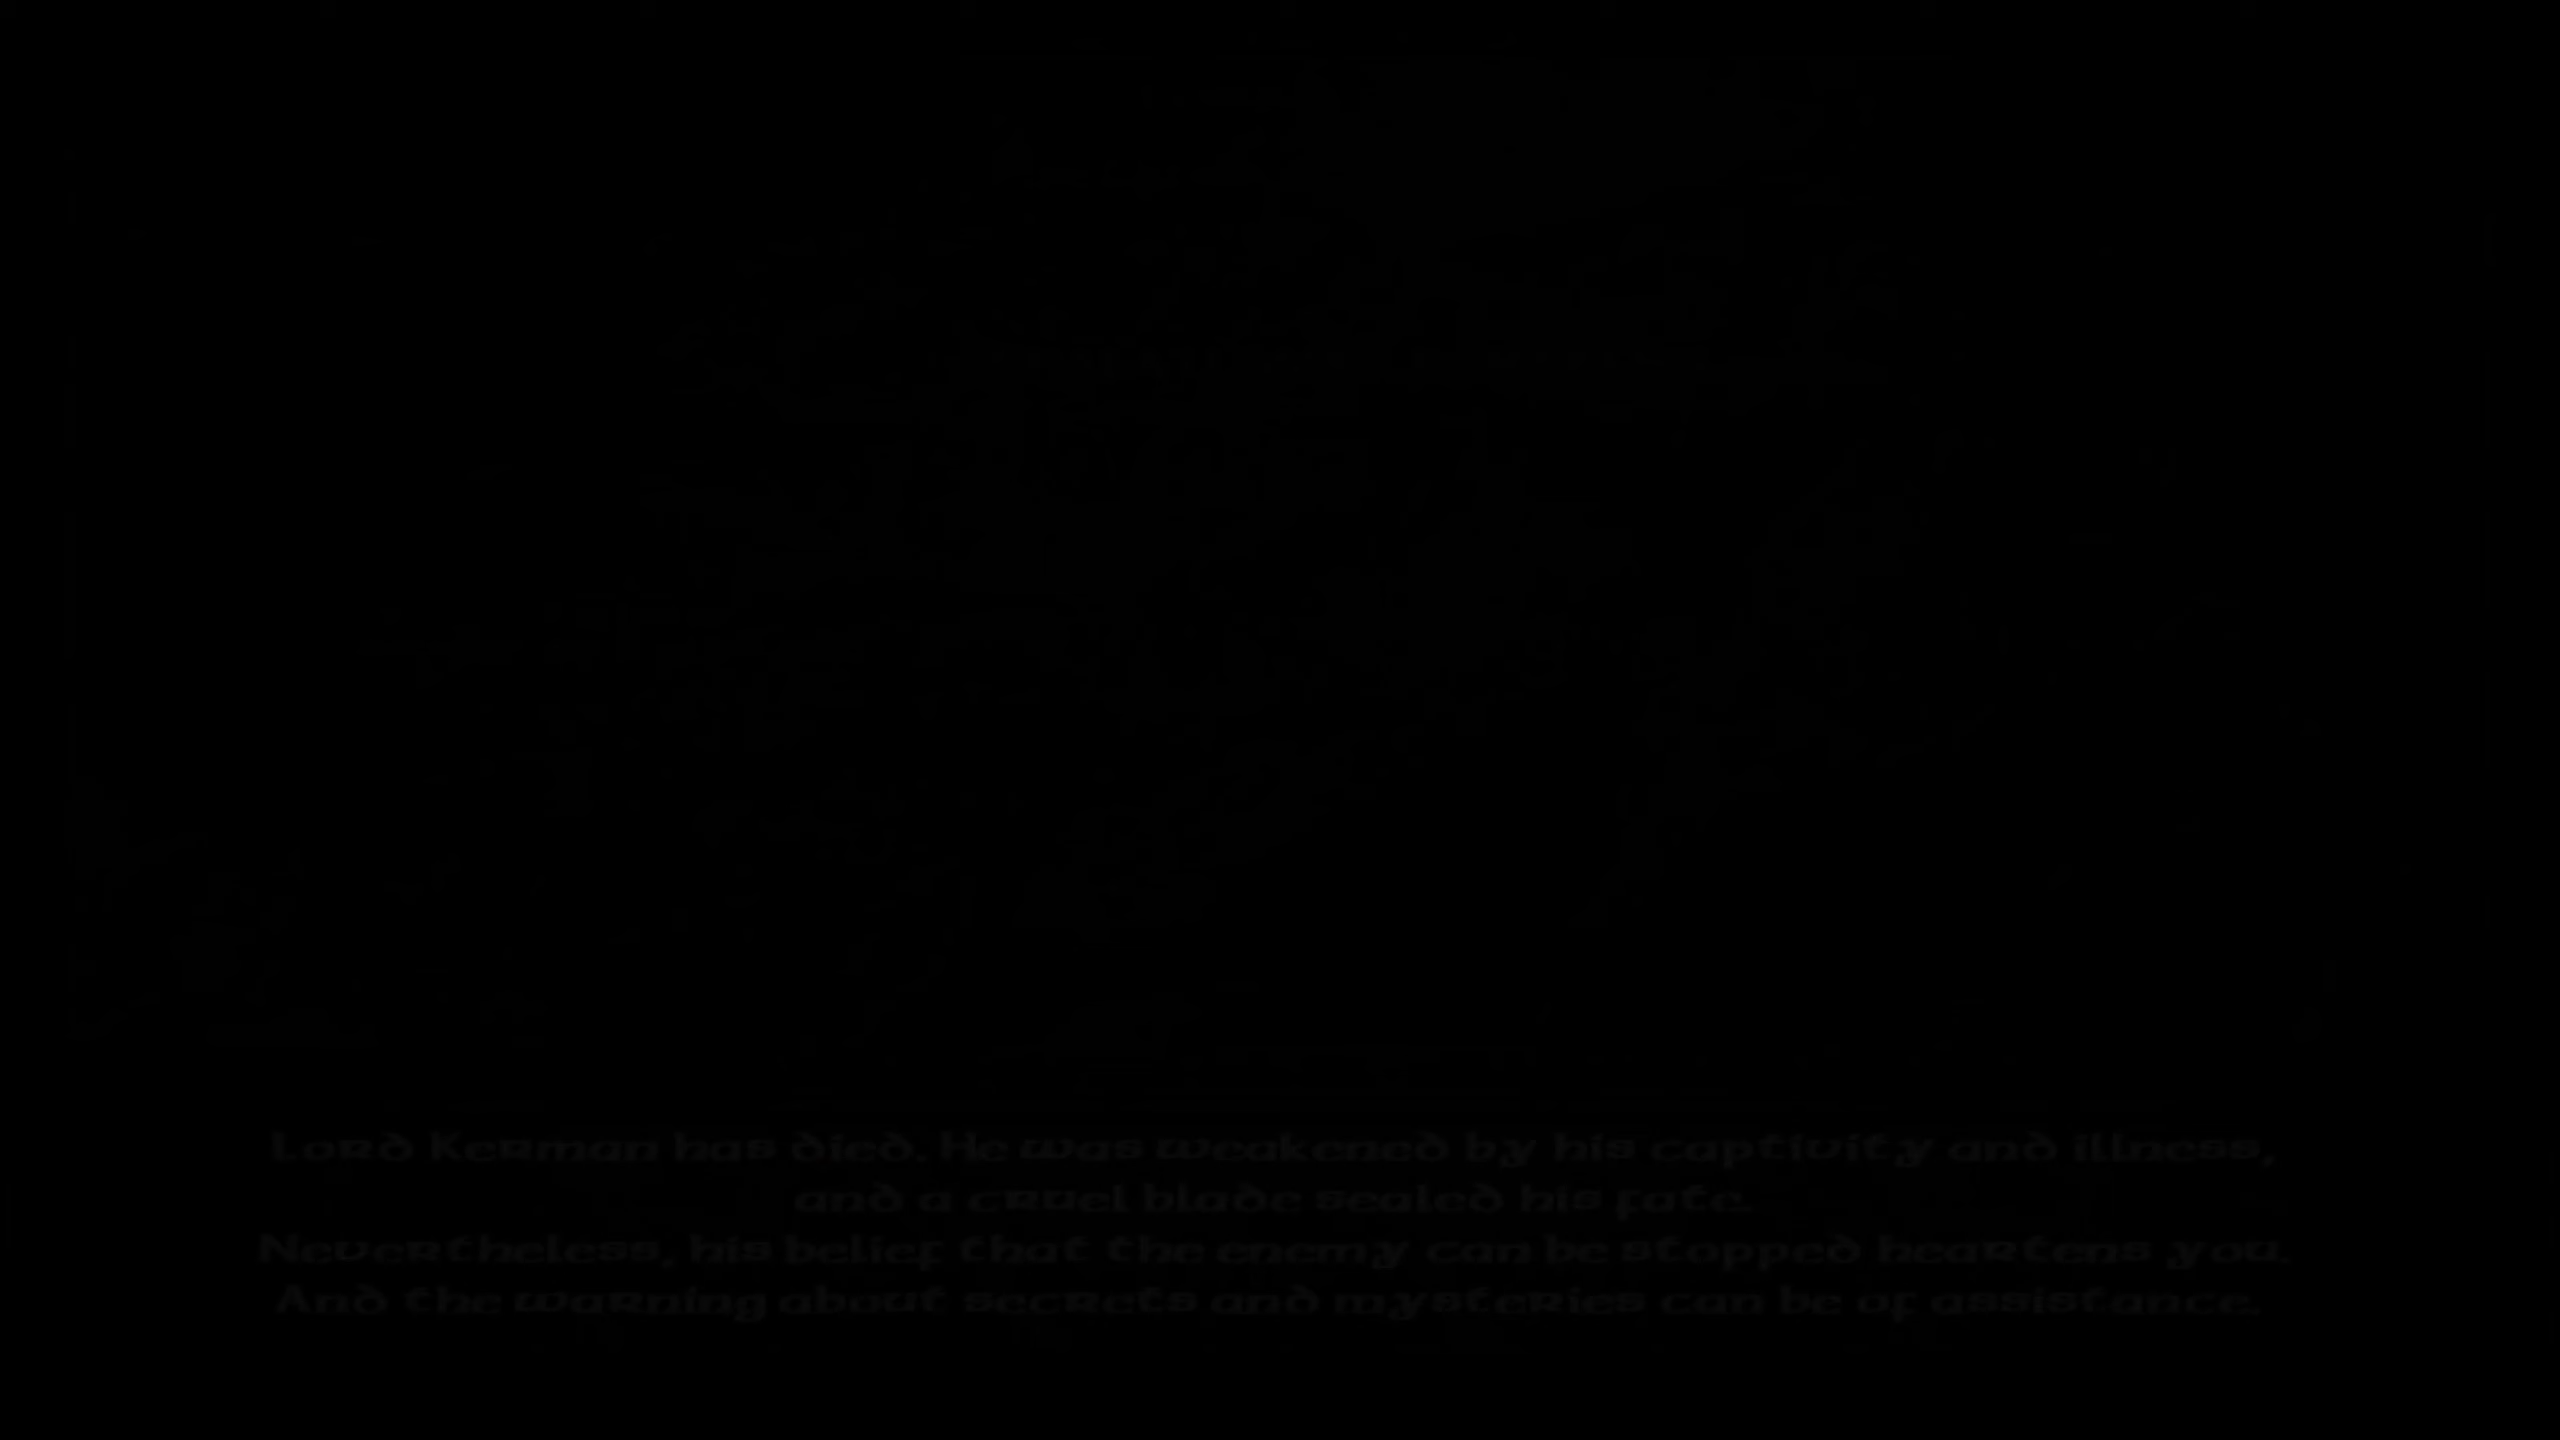 Lord Kerman has died. He was weakened by his captivity and illness,
and a cruel blade sealed his fate.
Nevertheless, his belief that the enemy can be stopped heartens you.
And the warning about secrets and mysteries can be of assistance.